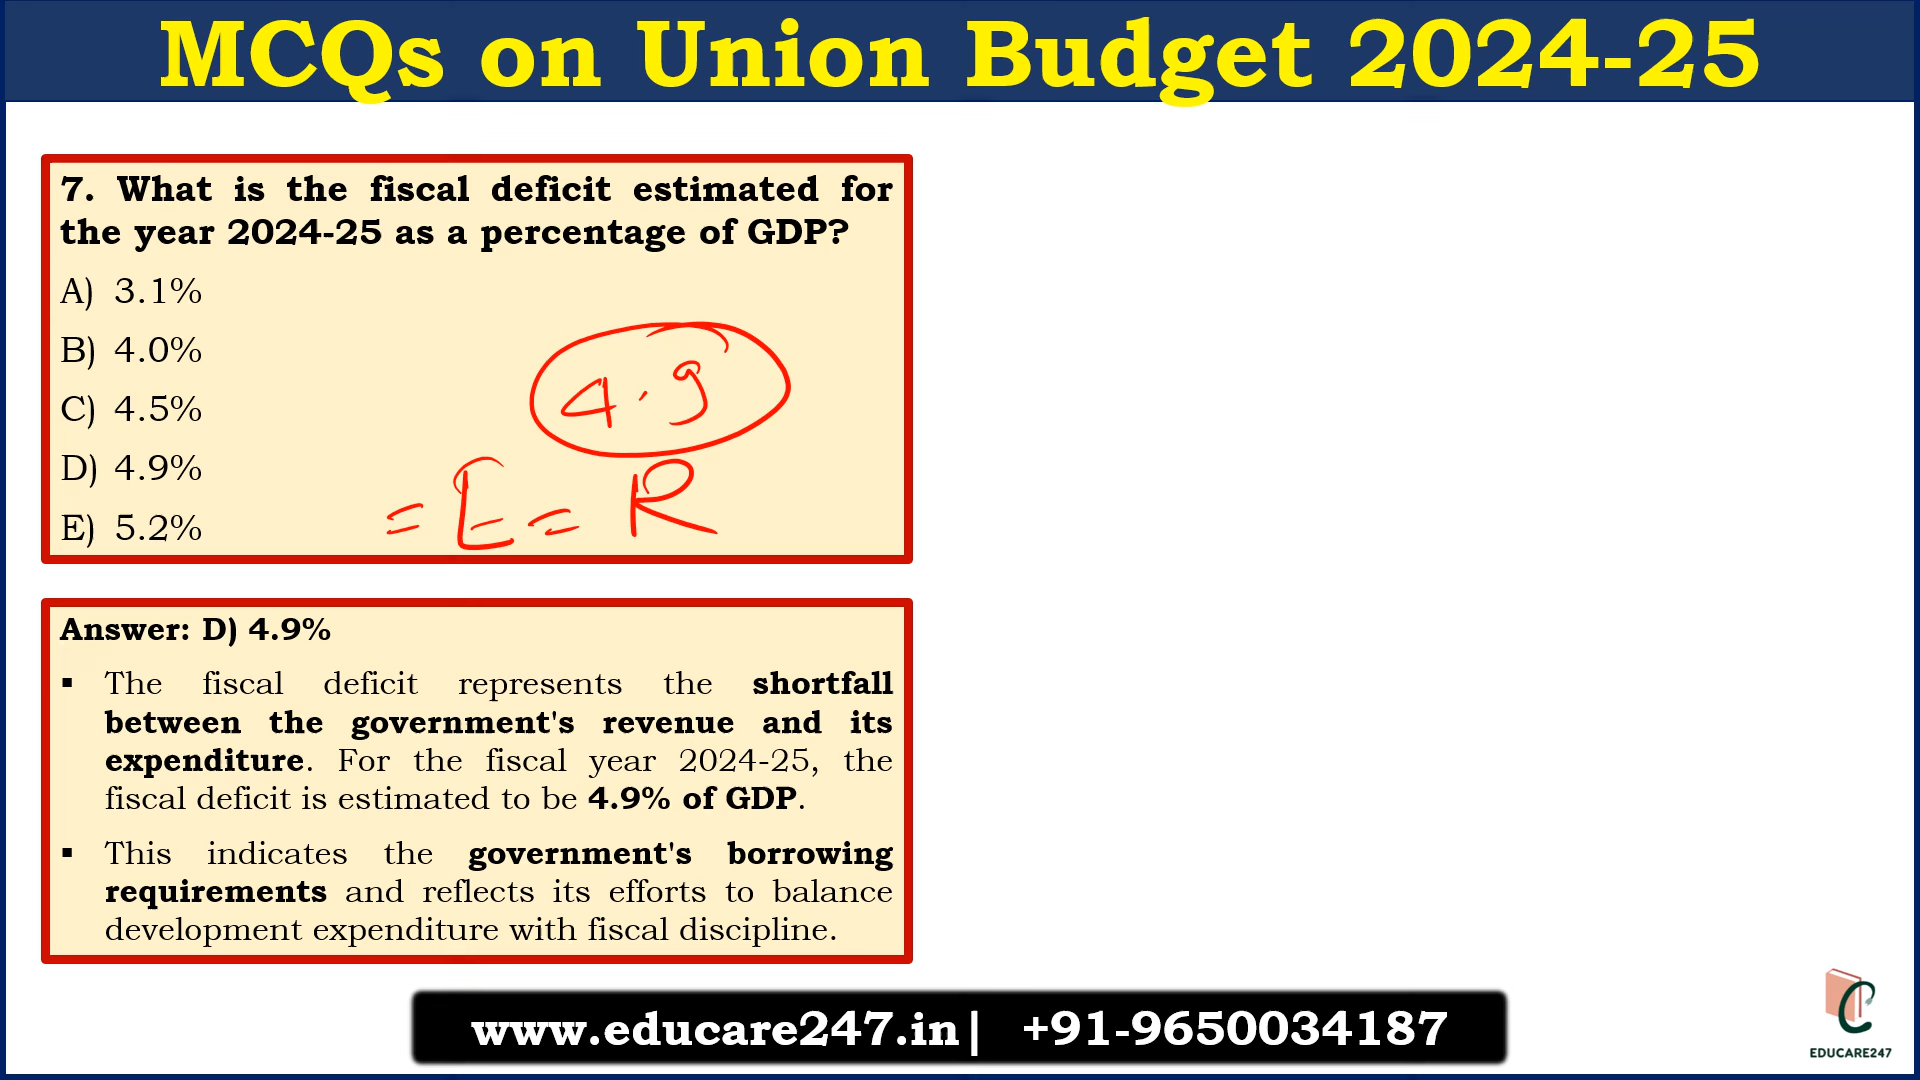 MCQs on Union Budget 2024-25
7. What is the fiscal deficit estimated for
the year 2024-25 as a percentage of GDP?
A) 3.1%
B) 4.0%
C) 4.5%
D) 4.9%
E) 5.2%
4.9
= E = R
Answer: D) 4.9%
▪ The fiscal deficit represents the shortfall
between the government's revenue and its
expenditure. For the fiscal year 2024-25, the
fiscal deficit is estimated to be 4.9% of GDP.
▪ This indicates the government's borrowing
requirements and reflects its efforts to balance
development expenditure with fiscal discipline.
www.educare247.in| +91-9650034187
EDUCARE247